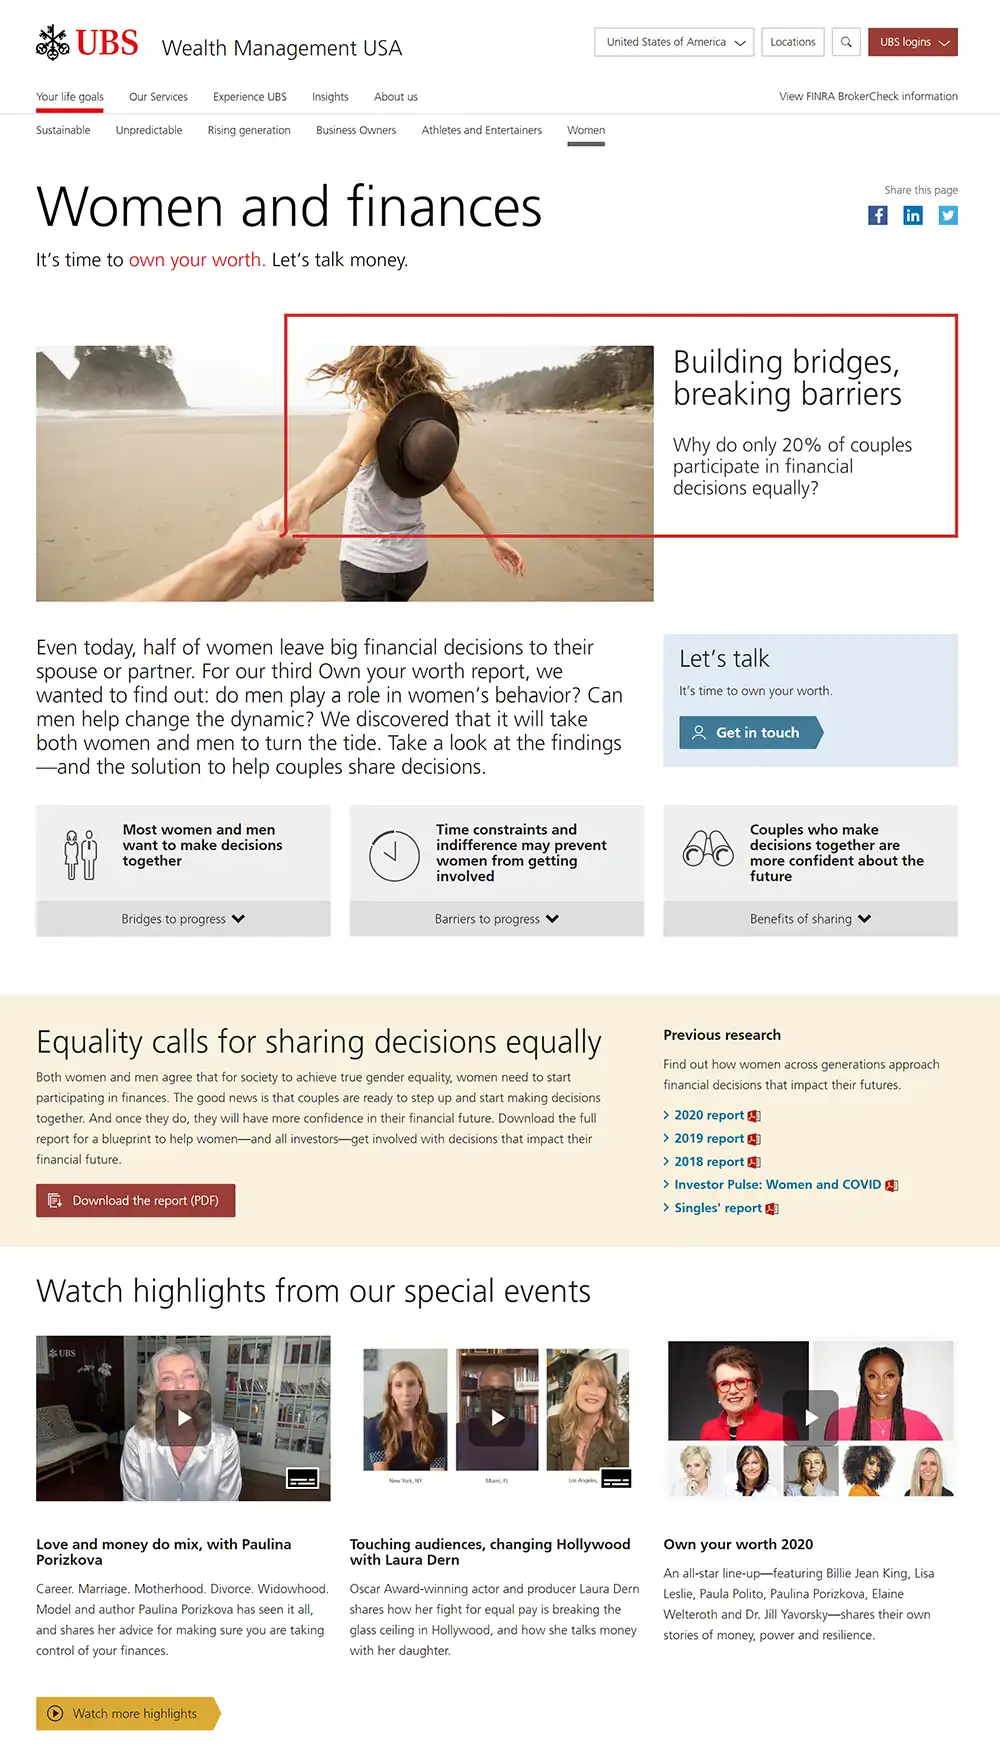 UBS Wealth Management USA
United States of America
Locations
UBS logins
Your life goals
Our Services
Experience UBS
Insights
About us
View FINRA BrokerCheck information
Sustainable
Unpredictable
Rising generation
Business Owners
Athletes and Entertainers
Women
Women and finances
Share this page
It's time to own your worth. Let's talk money.
Building bridges,
breaking barriers
Why do only 20% of couples
participate in financial
decisions equally?
Even today, half of women leave big financial decisions to their
spouse or partner. For our third Own your worth report, we
wanted to find out: do men play a role in women's behavior? Can
men help change the dynamic? We discovered that it will take
both women and men to turn the tide. Take a look at the findings
—and the solution to help couples share decisions.
Let's talk
It's time to own your worth.
Get in touch
Most women and men
want to make decisions
together
Bridges to progress
Time constraints and
indifference may prevent
women from getting
involved
Barriers to progress
Couples who make
decisions together are
more confident about the
future
Benefits of sharing
Equality calls for sharing decisions equally
Both women and men agree that for society to achieve true gender equality, women need to start
participating in finances. The good news is that couples are ready to step up and start making decisions
together. And once they do, they will have more confidence in their financial future. Download the full
report for a blueprint to help women—and all investors—get involved with decisions that impact their
financial future.
Download the report (PDF)
Previous research
Find out how women across generations approach
financial decisions that impact their futures.
2020 report
2019 report
2018 report
Investor Pulse: Women and COVID
Singles' report
Watch highlights from our special events
UBS
New York, NY
Miami, FL
Los Angeles,
Love and money do mix, with Paulina
Porizkova
Career. Marriage. Motherhood. Divorce. Widowhood.
Model and author Paulina Porizkova has seen it all,
and shares her advice for making sure you are taking
control of your finances.
Touching audiences, changing Hollywood
with Laura Dern
Oscar Award-winning actor and producer Laura Dern
shares how her fight for equal pay is breaking the
glass ceiling in Hollywood, and how she talks money
with her daughter.
Own your worth 2020
An all-star line-up—featuring Billie Jean King, Lisa
Leslie, Paula Polito, Paulina Porizkova, Elaine
Welteroth and Dr. Jill Yavorsky—shares their own
stories of money, power and resilience.
Watch more highlights